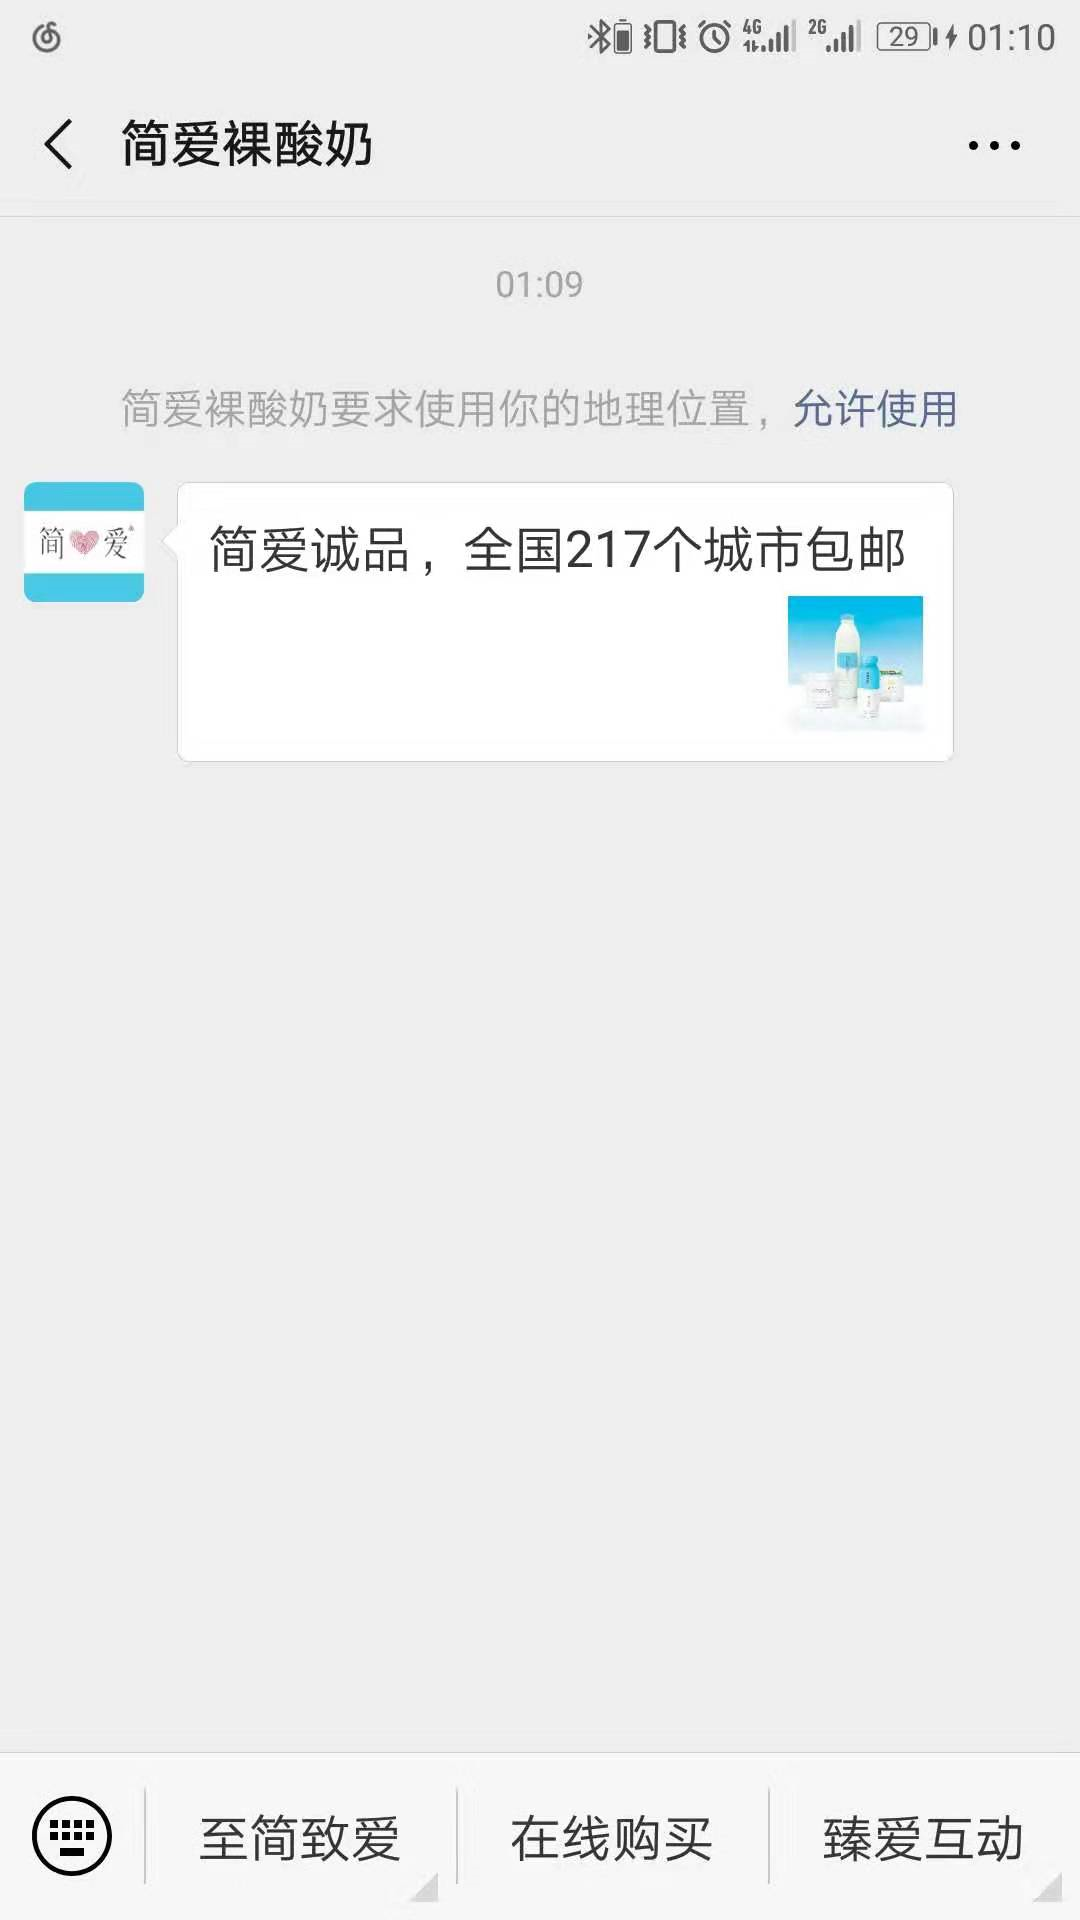 4G 2G 29 01:10
简爱裸酸奶
01:09
简爱裸酸奶要求使用你的地理位置，允许使用
简爱
简爱诚品，全国217个城市包邮
至简致爱 在线购买 臻爱互动